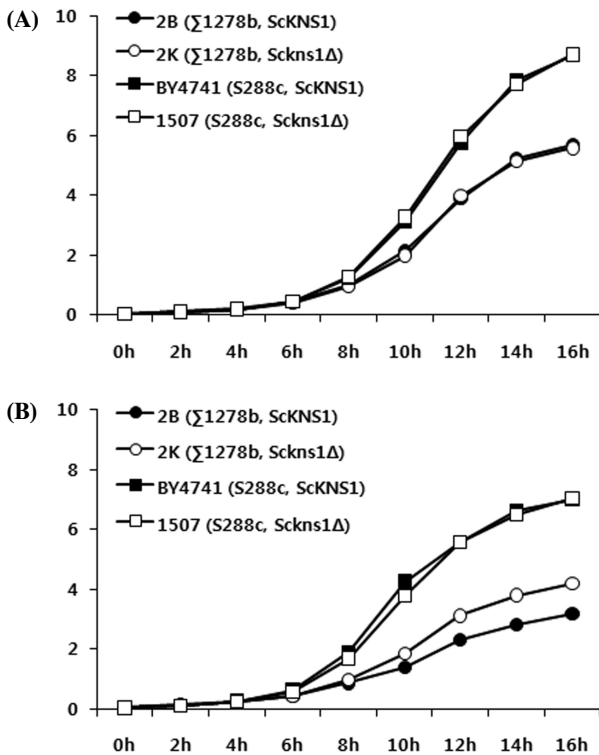 (A)
10
8
6
4
2
0
2B (∑1278b, ScKNS1)
2K (∑1278b, Sckns1Δ)
BY4741 (S288c, ScKNS1)
1507 (S288c, Sckns1Δ)
0h 2h 4h 6h 8h 10h 12h 14h 16h
(B)
10
8
6
4
2
0
2B (∑1278b, ScKNS1)
2K (∑1278b, Sckns1Δ)
BY4741 (S288c, ScKNS1)
1507 (S288c, Sckns1Δ)
0h 2h 4h 6h 8h 10h 12h 14h 16h